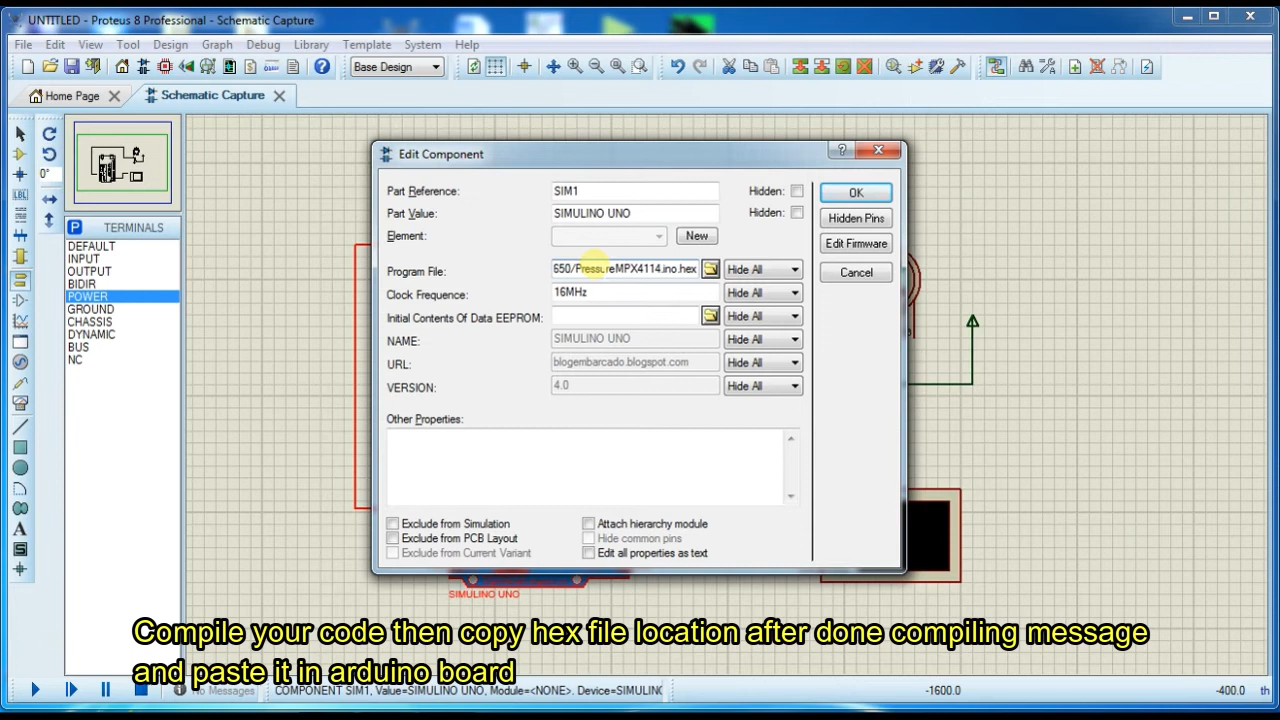 UNTITLED - Proteus 8 Professional - Schematic Capture
File Edit View Tool Design Graph Debug Library Template System Help
Base Design
Home Page
Schematic Capture
0°
LBL
P
TERMINALS
DEFAULT
INPUT
OUTPUT
BIDIR
POWER
GROUND
CHASSIS
DYNAMIC
BUS
NC
A
S
Edit Component
Part Reference: SIM1 Hidden:
Part Value: SIMULINO UNO Hidden:
Element: New
Program File: 650/PressureMPX4114.ino.hex Hide All
Clock Frequency: 16MHz Hide All
Initial Contents Of Data EEPROM: Hide All
NAME: SIMULINO UNO Hide All
URL: blogembarcado.blogspot.com Hide All
VERSION: 4.0 Hide All
Other Properties:
Exclude from Simulation
Exclude from PCB Layout
Exclude from Current Variant
Attach hierarchy module
Hide common pins
Edit all properties as text
OK
Hidden Pins
Edit Firmware
Cancel
SIMULINO UNO
Compile your code then copy hex file location after done compiling message
and paste it in arduino board
No Messages COMPONENT SIM1, Value=SIMULINO UNO, Module=<NONE>. Device=SIMULINO -1600.0 -400.0 th